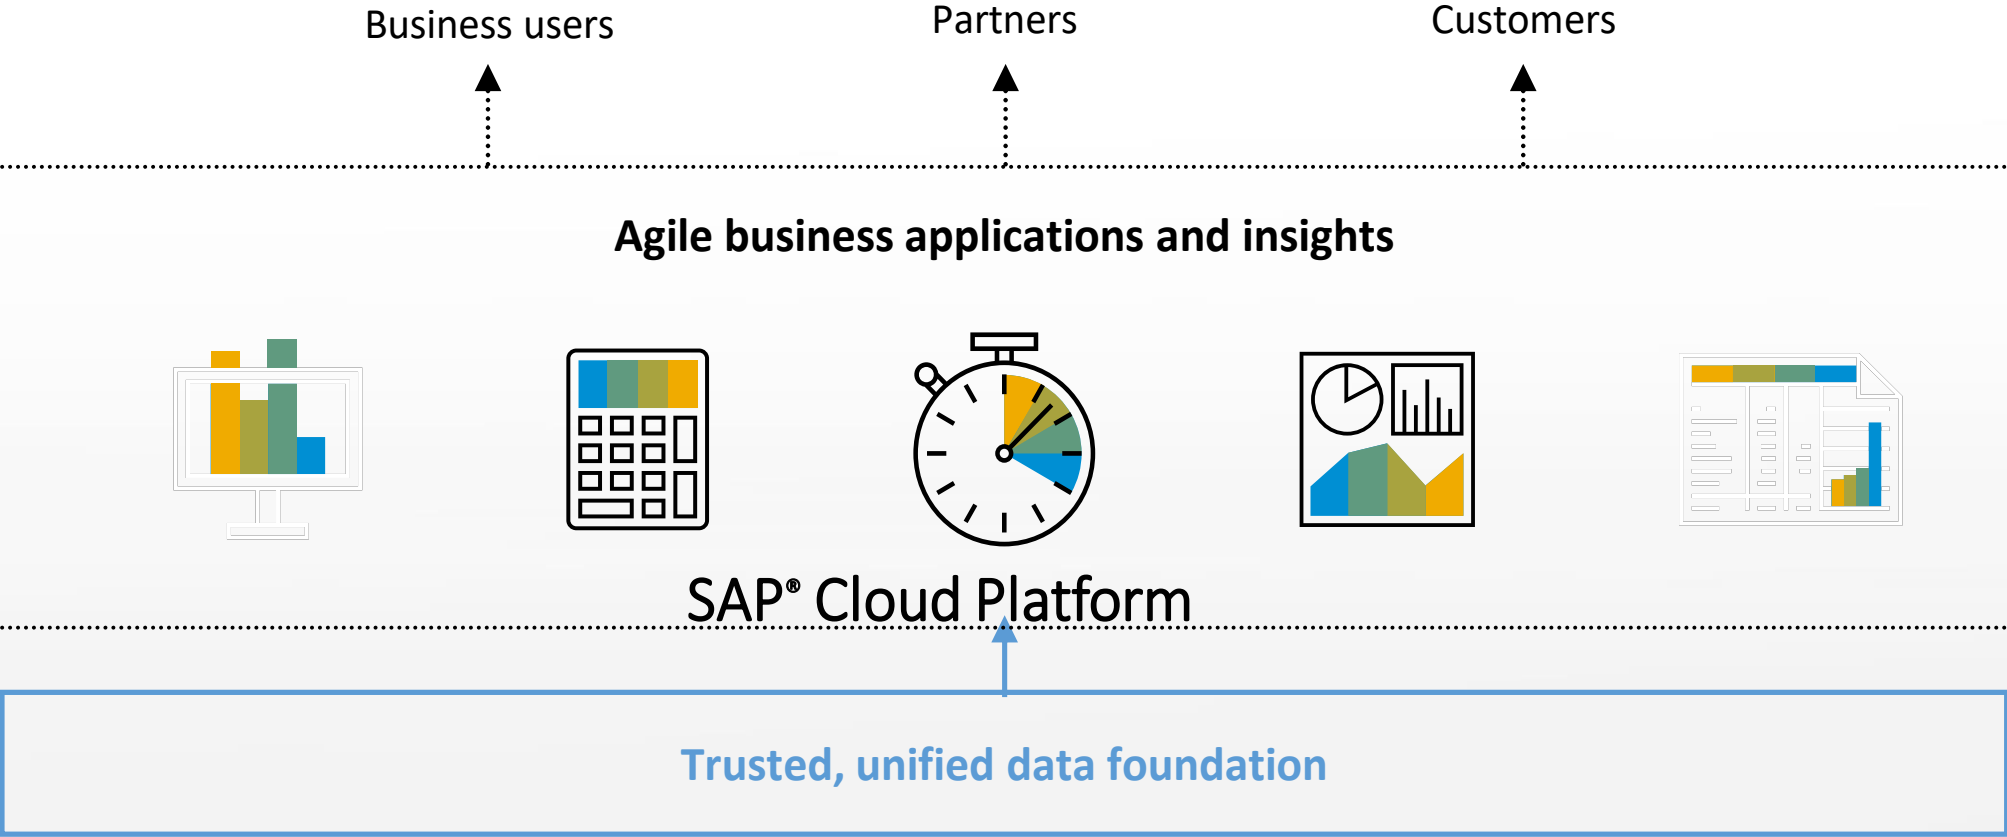 Business users
Partners
Customers
Agile business applications and insights
SAP® Cloud Platform
Trusted, unified data foundation